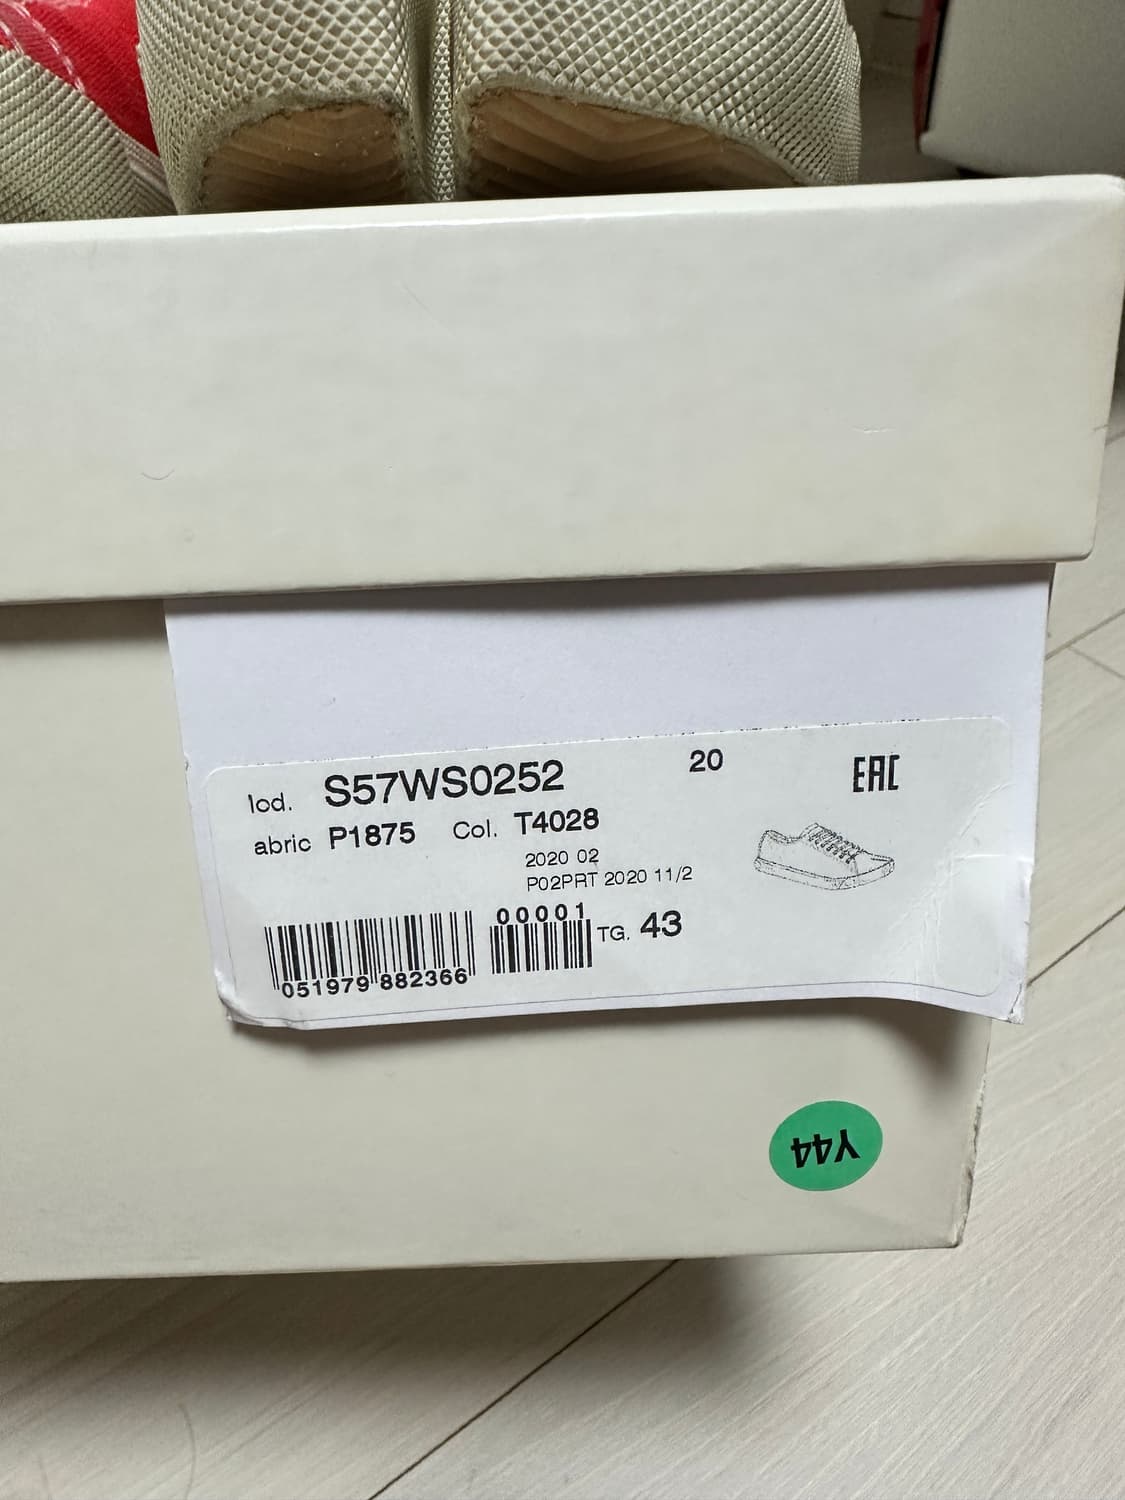 lod. S57WS0252 20 EAC
abric P1875 Col. T4028
2020 02
P02PRT 2020 11/2
00001
TG. 43
051979 882366
Y44